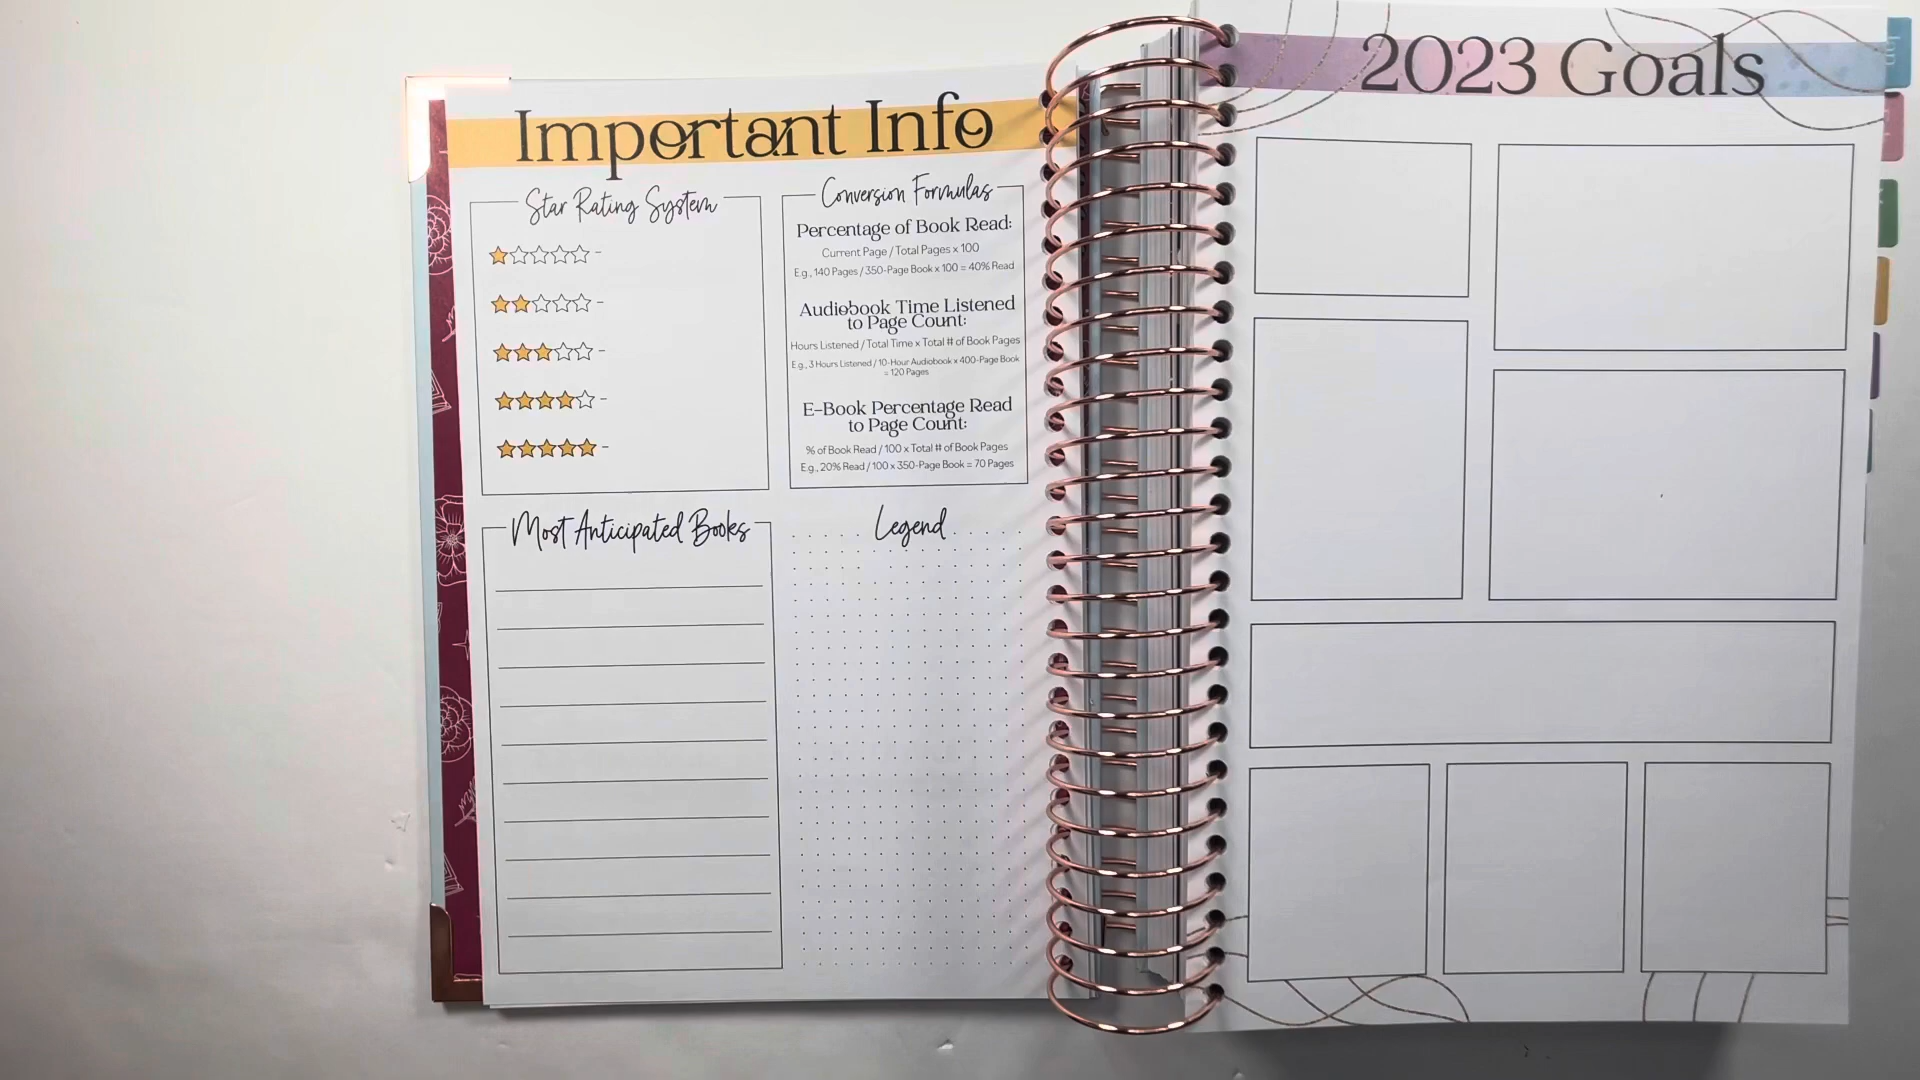 Important Info
Star Rating System
-
-
-
-
-
Conversion Formulas
Percentage of Book Read:
Current Page / Total Pages x 100
E.g., 140 Pages / 350-Page Book x 100 = 40% Read
Audiobook Time Listened
to Page Count:
Hours Listened / Total Time x Total # of Book Pages
E.g., 3 Hours Listened / 10-Hour Audiobook x 400-Page Book
= 120 Pages
E-Book Percentage Read
to Page Count:
% of Book Read / 100 x Total # of Book Pages
E.g., 20% Read / 100 x 350-Page Book = 70 Pages
Most Anticipated Books
Legend
2023 Goals